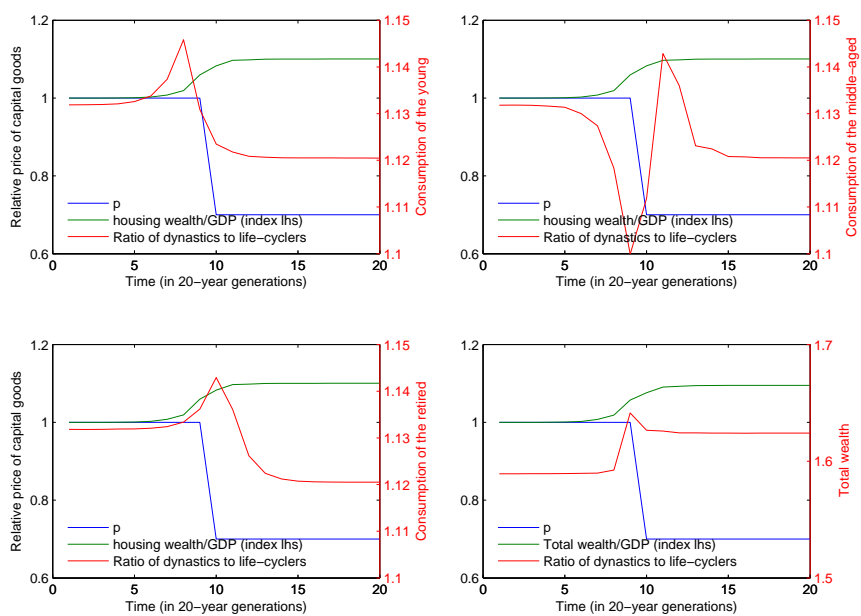 1.2
1
0.8
0.6
Relative price of capital goods
0 5 10 15 20
Time (in 20−year generations)
1.15
1.14
1.13
1.12
1.11
1.1
Consumption of the young
p
housing wealth/GDP (index lhs)
Ratio of dynastics to life−cyclers
1.2
1
0.8
0.6
0 5 10 15 20
Time (in 20−year generations)
1.15
1.14
1.13
1.12
1.11
1.1
Consumption of the middle−aged
p
housing wealth/GDP (index lhs)
Ratio of dynastics to life−cyclers
1.2
1
0.8
0.6
Relative price of capital goods
0 5 10 15 20
Time (in 20−year generations)
1.15
1.14
1.13
1.12
1.11
1.1
Consumption of the retired
p
housing wealth/GDP (index lhs)
Ratio of dynastics to life−cyclers
1.2
1
0.8
0.6
0 5 10 15 20
Time (in 20−year generations)
1.7
1.6
1.5
Total wealth
p
Total wealth/GDP (index lhs)
Ratio of dynastics to life−cyclers